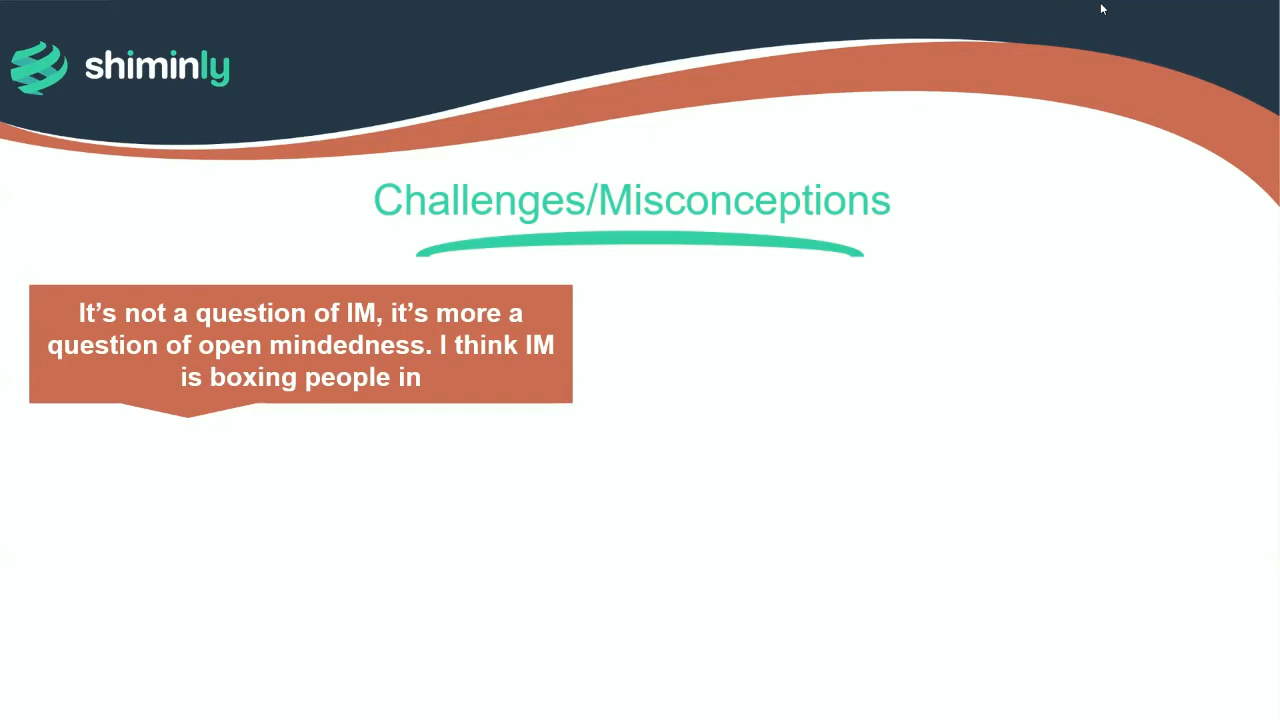 shiminly
Challenges/Misconceptions
It’s not a question of IM, it’s more a
question of open mindedness. I think IM
is boxing people in